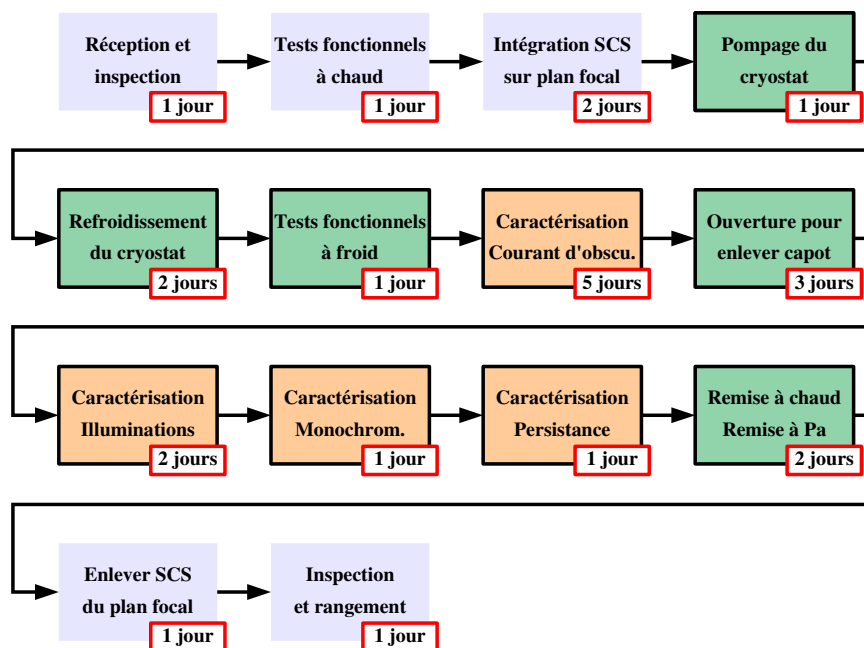 Réception et
inspection
1 jour
Tests fonctionnels
à chaud
1 jour
Intégration SCS
sur plan focal
2 jours
Pompage du
cryostat
1 jour
Refroidissement
du cryostat
2 jours
Tests fonctionnels
à froid
1 jour
Caractérisation
Courant d'obscu.
5 jours
Ouverture pour
enlever capot
3 jours
Caractérisation
Illuminations
2 jours
Caractérisation
Monochrom.
1 jour
Caractérisation
Persistance
1 jour
Remise à chaud
Remise à Pa
2 jours
Enlever SCS
du plan focal
1 jour
Inspection
et rangement
1 jour